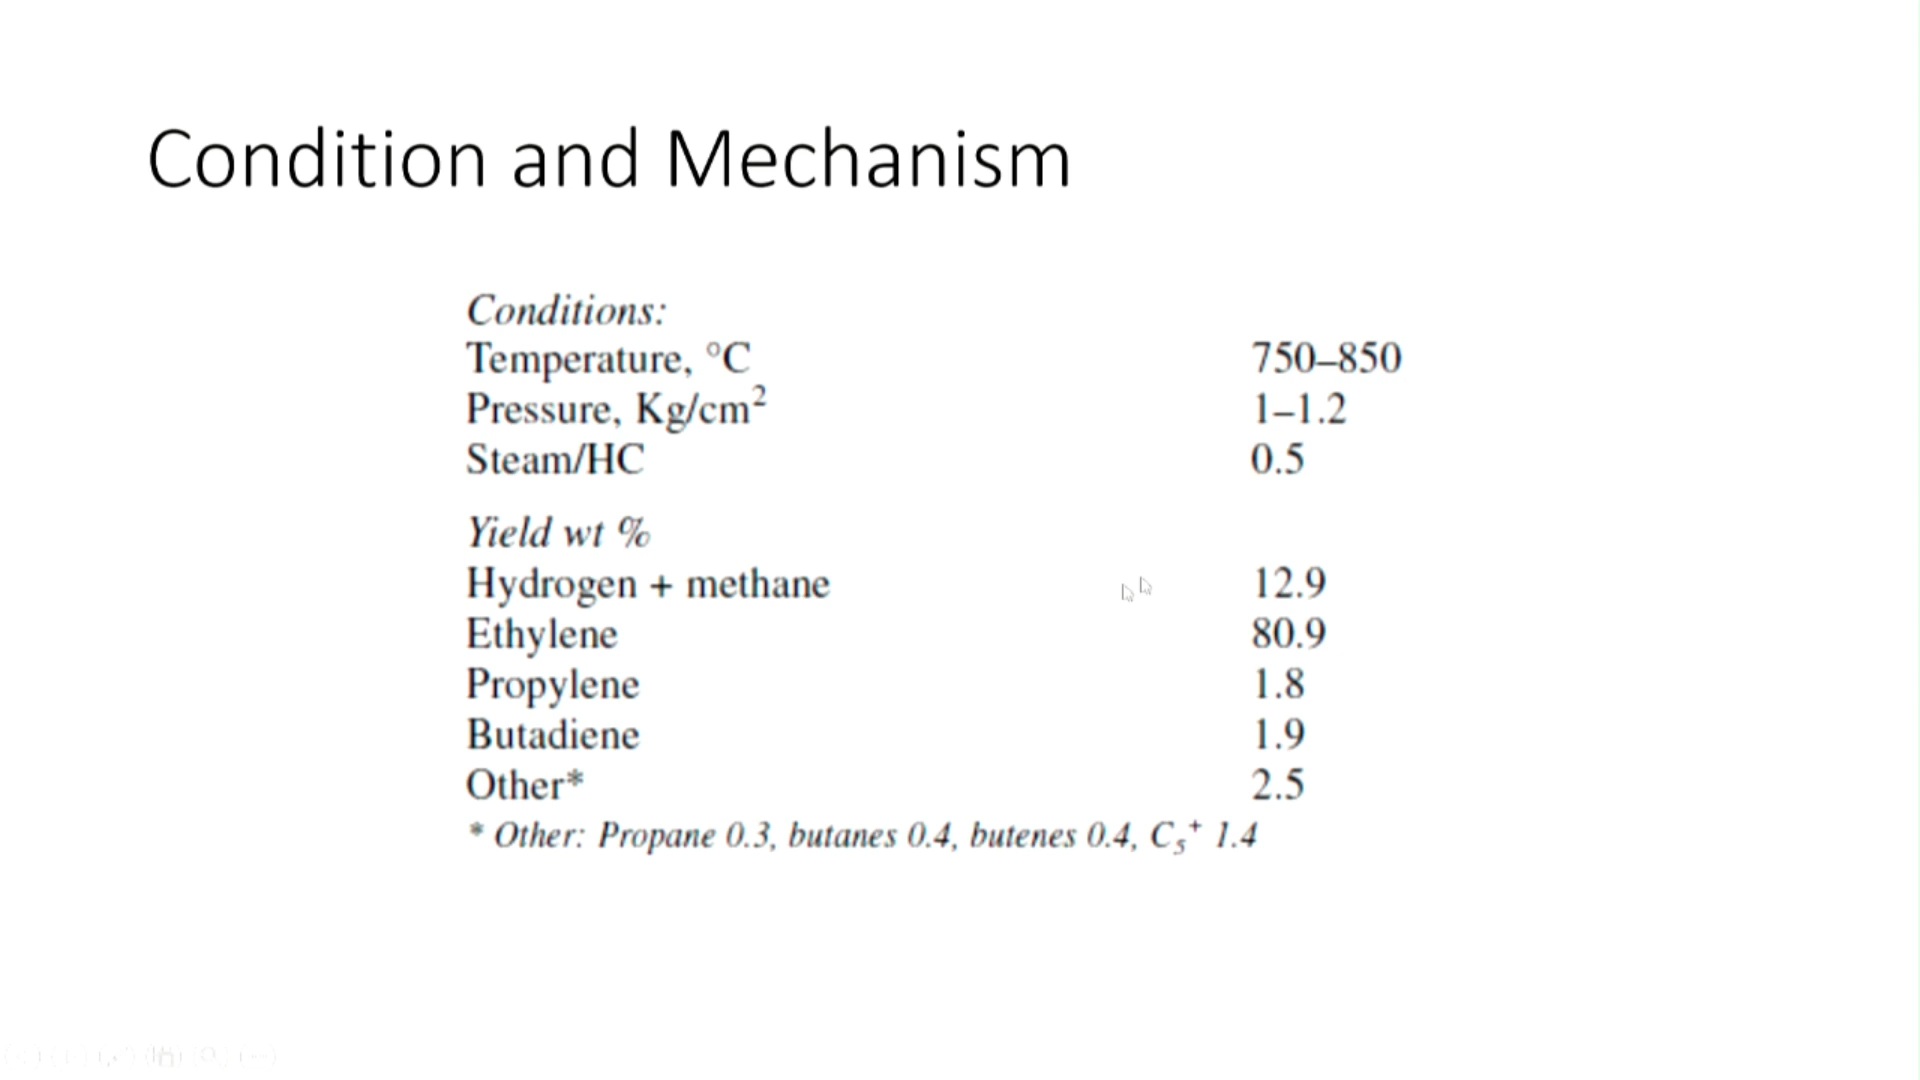 Condition and Mechanism
Conditions:
Temperature, °C 750–850
Pressure, Kg/cm² 1–1.2
Steam/HC 0.5
Yield wt %
Hydrogen + methane 12.9
Ethylene 80.9
Propylene 1.8
Butadiene 1.9
Other* 2.5
* Other: Propane 0.3, butanes 0.4, butenes 0.4, C₅⁺ 1.4